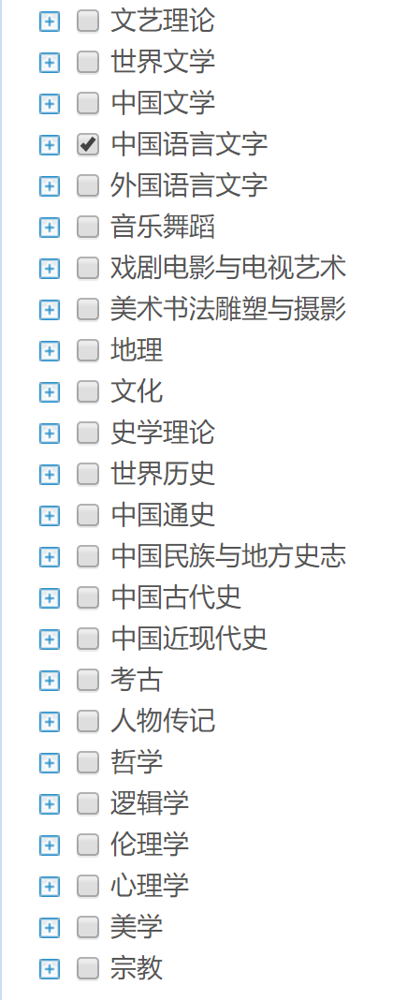 文艺理论
世界文学
中国文学
中国语言文字
外国语言文字
音乐舞蹈
戏剧电影与电视艺术
美术书法雕塑与摄影
地理
文化
史学理论
世界历史
中国通史
中国民族与地方史志
中国古代史
中国近现代史
考古
人物传记
哲学
逻辑学
伦理学
心理学
美学
宗教